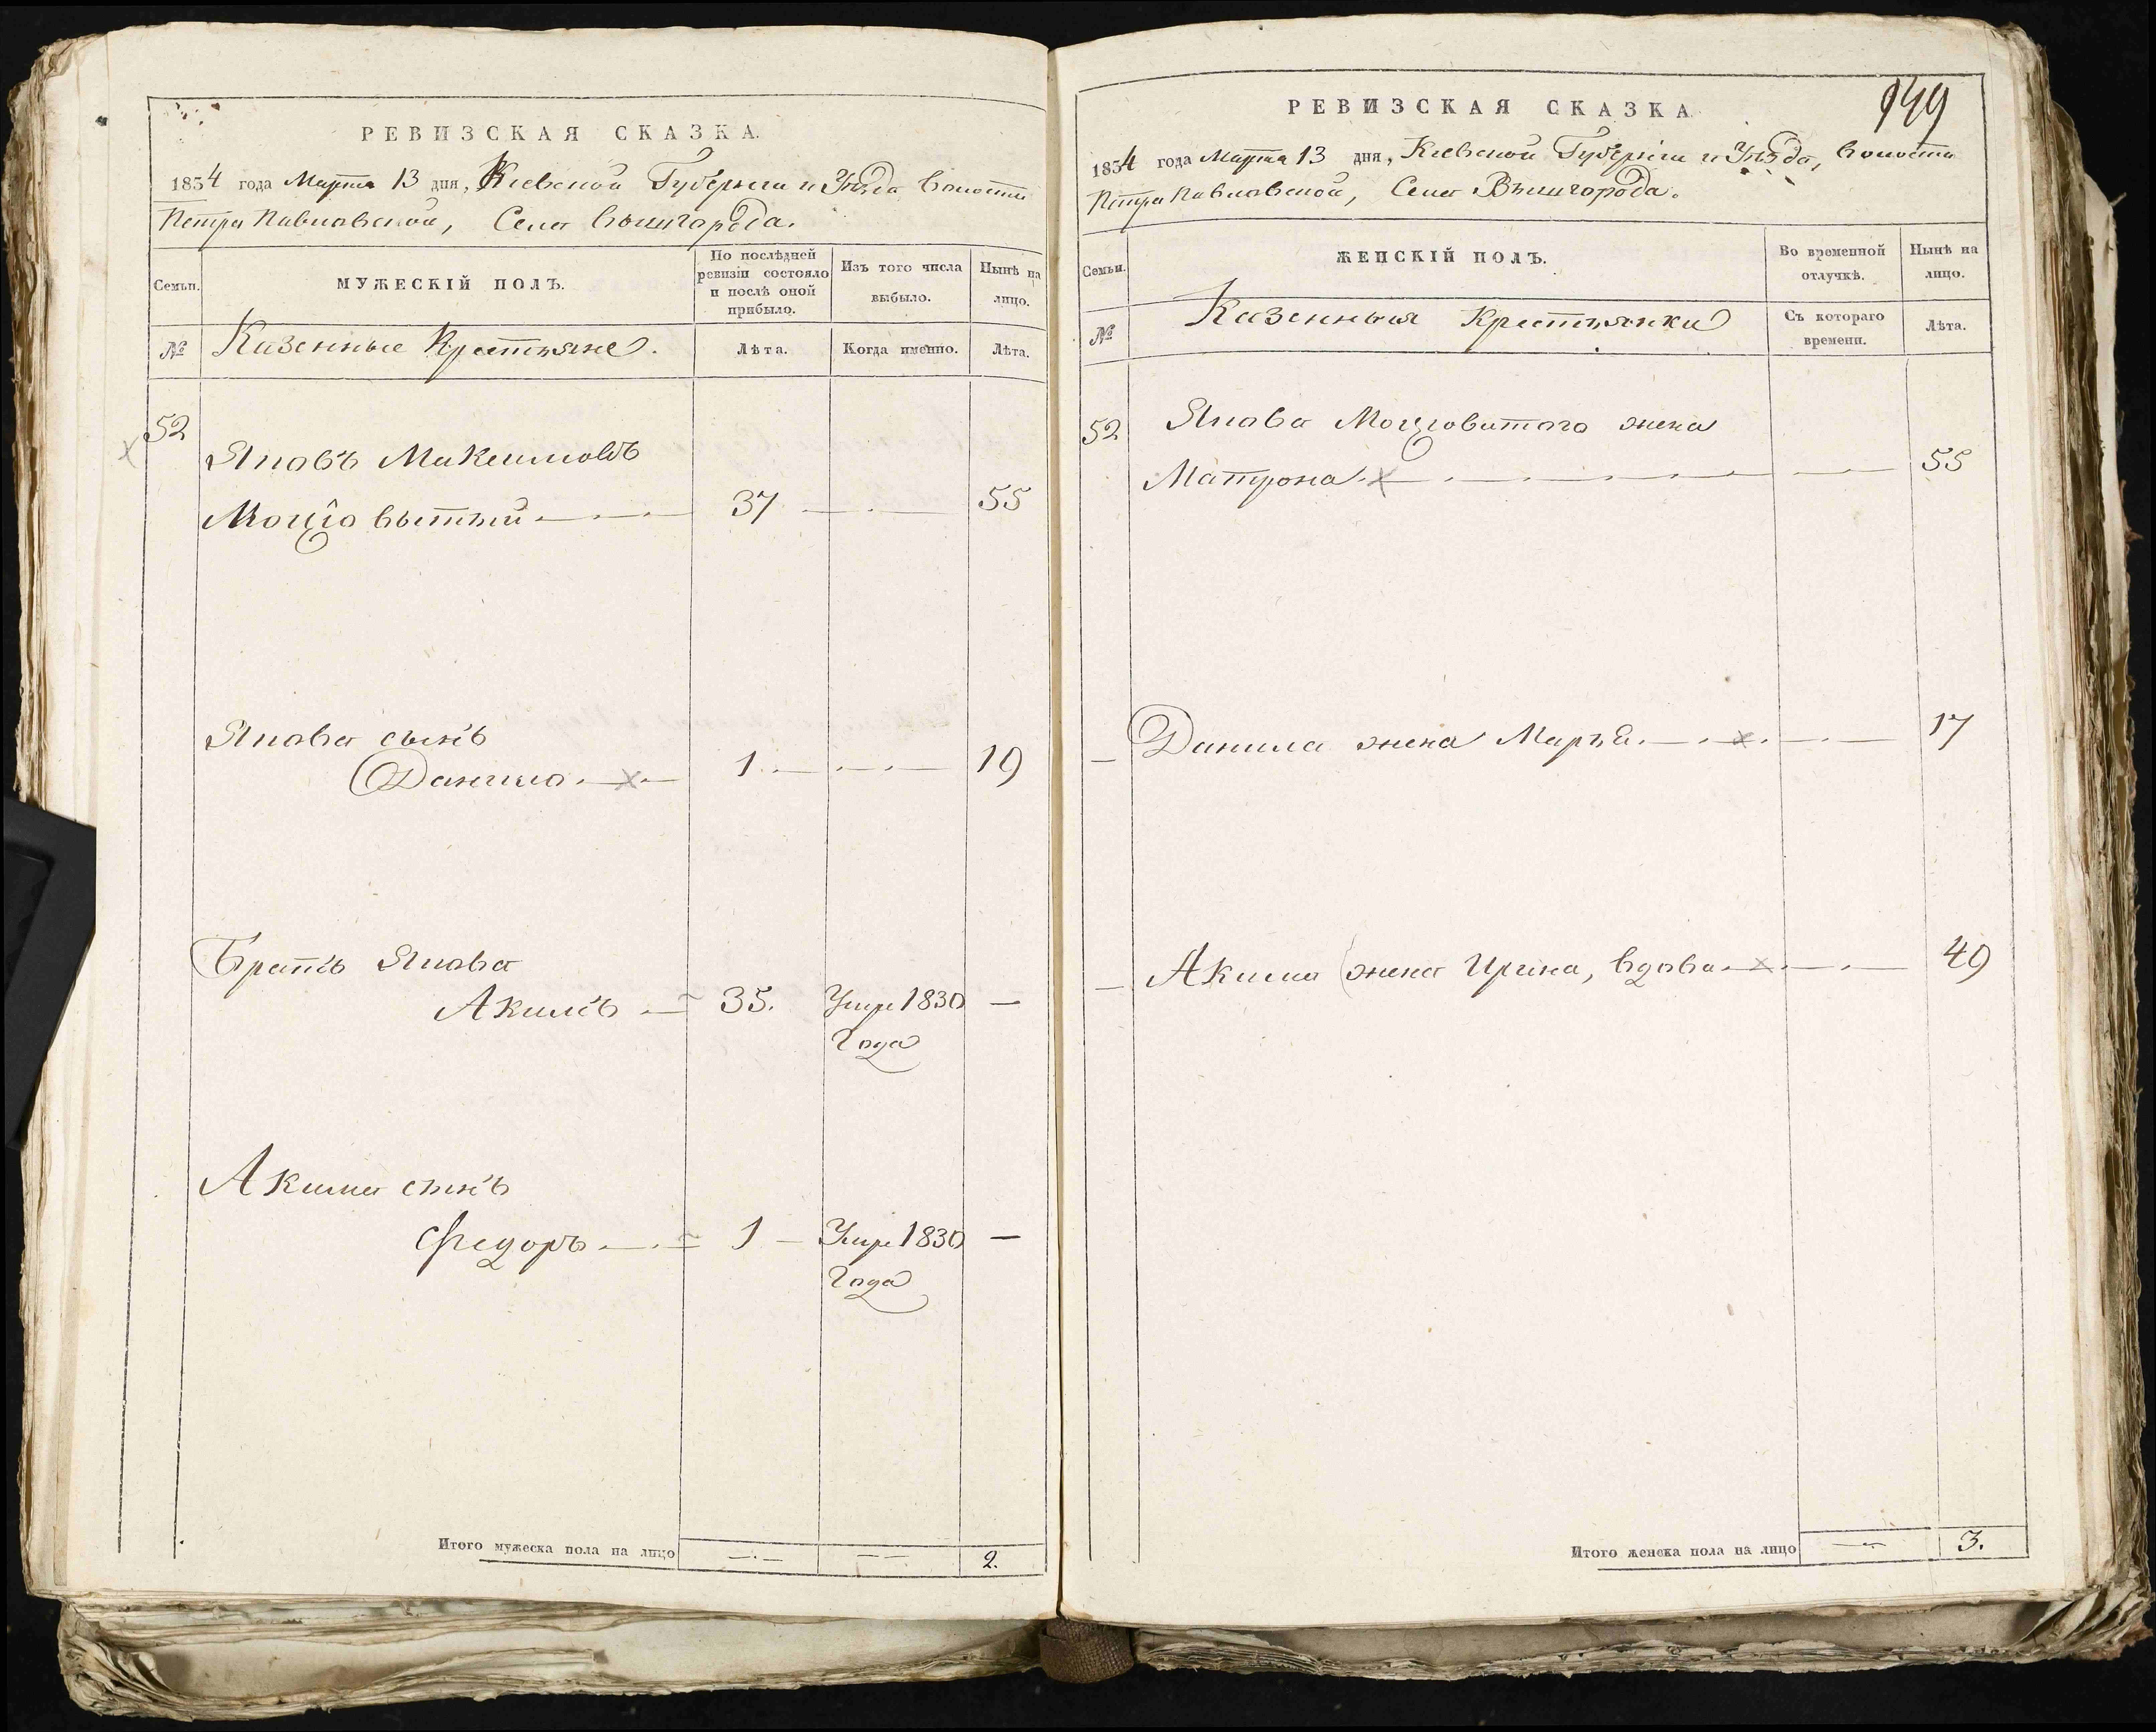 РЕВИЗСКАЯ СКАЗКА.
1834 года Марта 13 дня, Кіевской Губерніи и Уѣзда Волости
Петро Павловской, Села Вышгорода.
Семьи. МУЖЕСКІЙ ПОЛЪ. По послѣдней ревизіи состояло и послѣ оной прибыло. Изъ того числа выбыло. Нынѣ на лицо.
№ Казенные Крестьяне. Лѣта. Когда именно. Лѣта.
52
Яковъ Максимовъ
37 55
Якова сынъ
Данило 1 19
Братъ Якова
Акимъ 35. Умре 1830 —
Года
Акима сынъ
Федоръ 1 Умре 1830 —
Года
Итого мужеска пола на лицо 2.
149
РЕВИЗСКАЯ СКАЗКА
1834 года Марта 13 дня, Кіевской Губерніи и Уѣзда, Волости
Петро Павловской, Села Вышгорода.
Семьи. ЖЕНСКІЙ ПОЛЪ. Во временной отлучкѣ. Нынѣ на лицо.
№ Казенныя Крестьянки Съ котораго времени. Лѣта.
52 Якова жена
Матрона 55
Данила жена Марья 17
Акима жена Ирина, вдова 49
Итого женска пола на лицо 3.